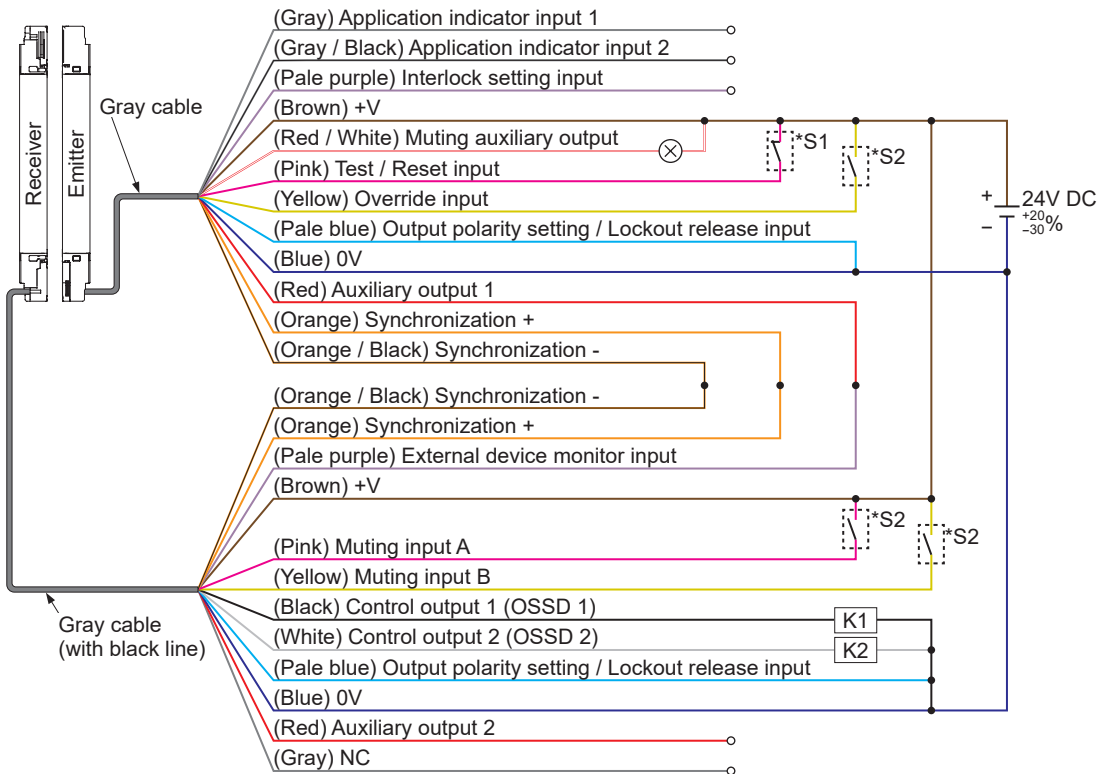 (Gray) Application indicator input 1
(Gray / Black) Application indicator input 2
(Pale purple) Interlock setting input
Gray cable
(Brown) +V
(Red / White) Muting auxiliary output
*S1
*S2
(Pink) Test / Reset input
Receiver
Emitter
(Yellow) Override input
+ 24V DC
+20
−30%
−
(Pale blue) Output polarity setting / Lockout release input
(Blue) 0V
(Red) Auxiliary output 1
(Orange) Synchronization +
(Orange / Black) Synchronization -
(Orange / Black) Synchronization -
(Orange) Synchronization +
(Pale purple) External device monitor input
(Brown) +V
*S2
*S2
(Pink) Muting input A
(Yellow) Muting input B
(Black) Control output 1 (OSSD 1)
K1
Gray cable
(with black line)
(White) Control output 2 (OSSD 2)
K2
(Pale blue) Output polarity setting / Lockout release input
(Blue) 0V
(Red) Auxiliary output 2
(Gray) NC